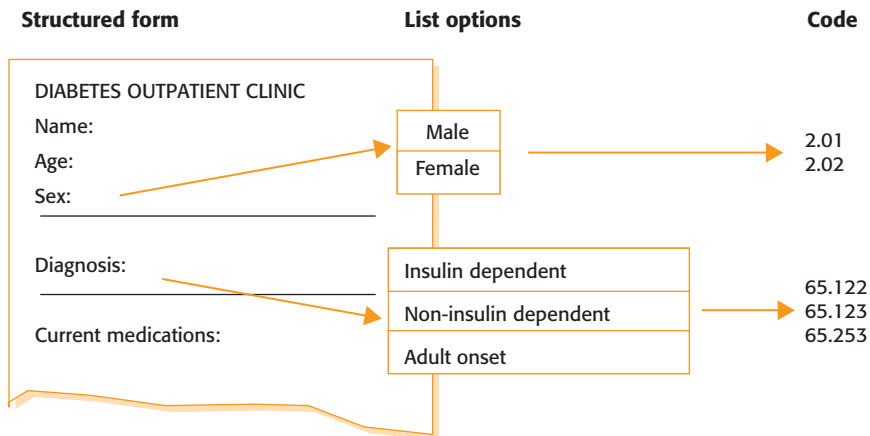 Structured form
List options
Code
DIABETES OUTPATIENT CLINIC
Name:
Age:
Sex:
Male
Female
2.01
2.02
Diagnosis:
Current medications:
Insulin dependent
Non-insulin dependent
Adult onset
65.122
65.123
65.253